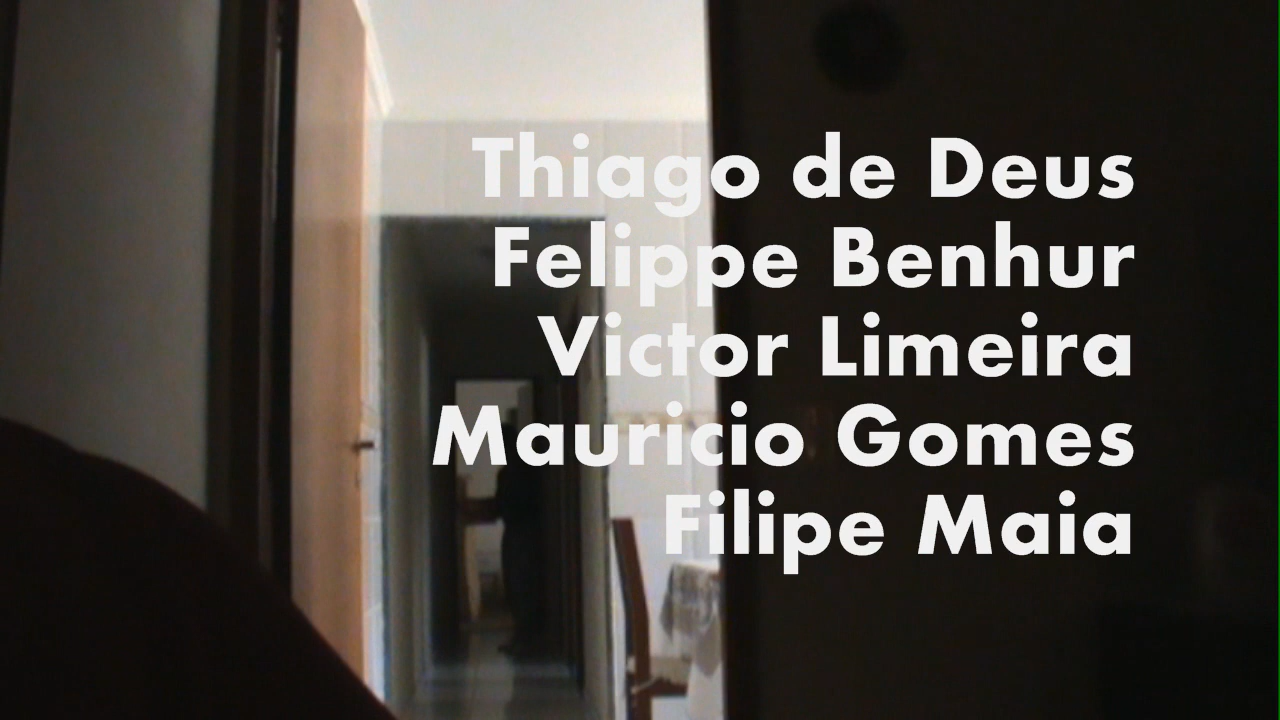 Thiago de Deus
Felippe Benhur
Victor Limeira
Mauricio Gomes
Filipe Maia